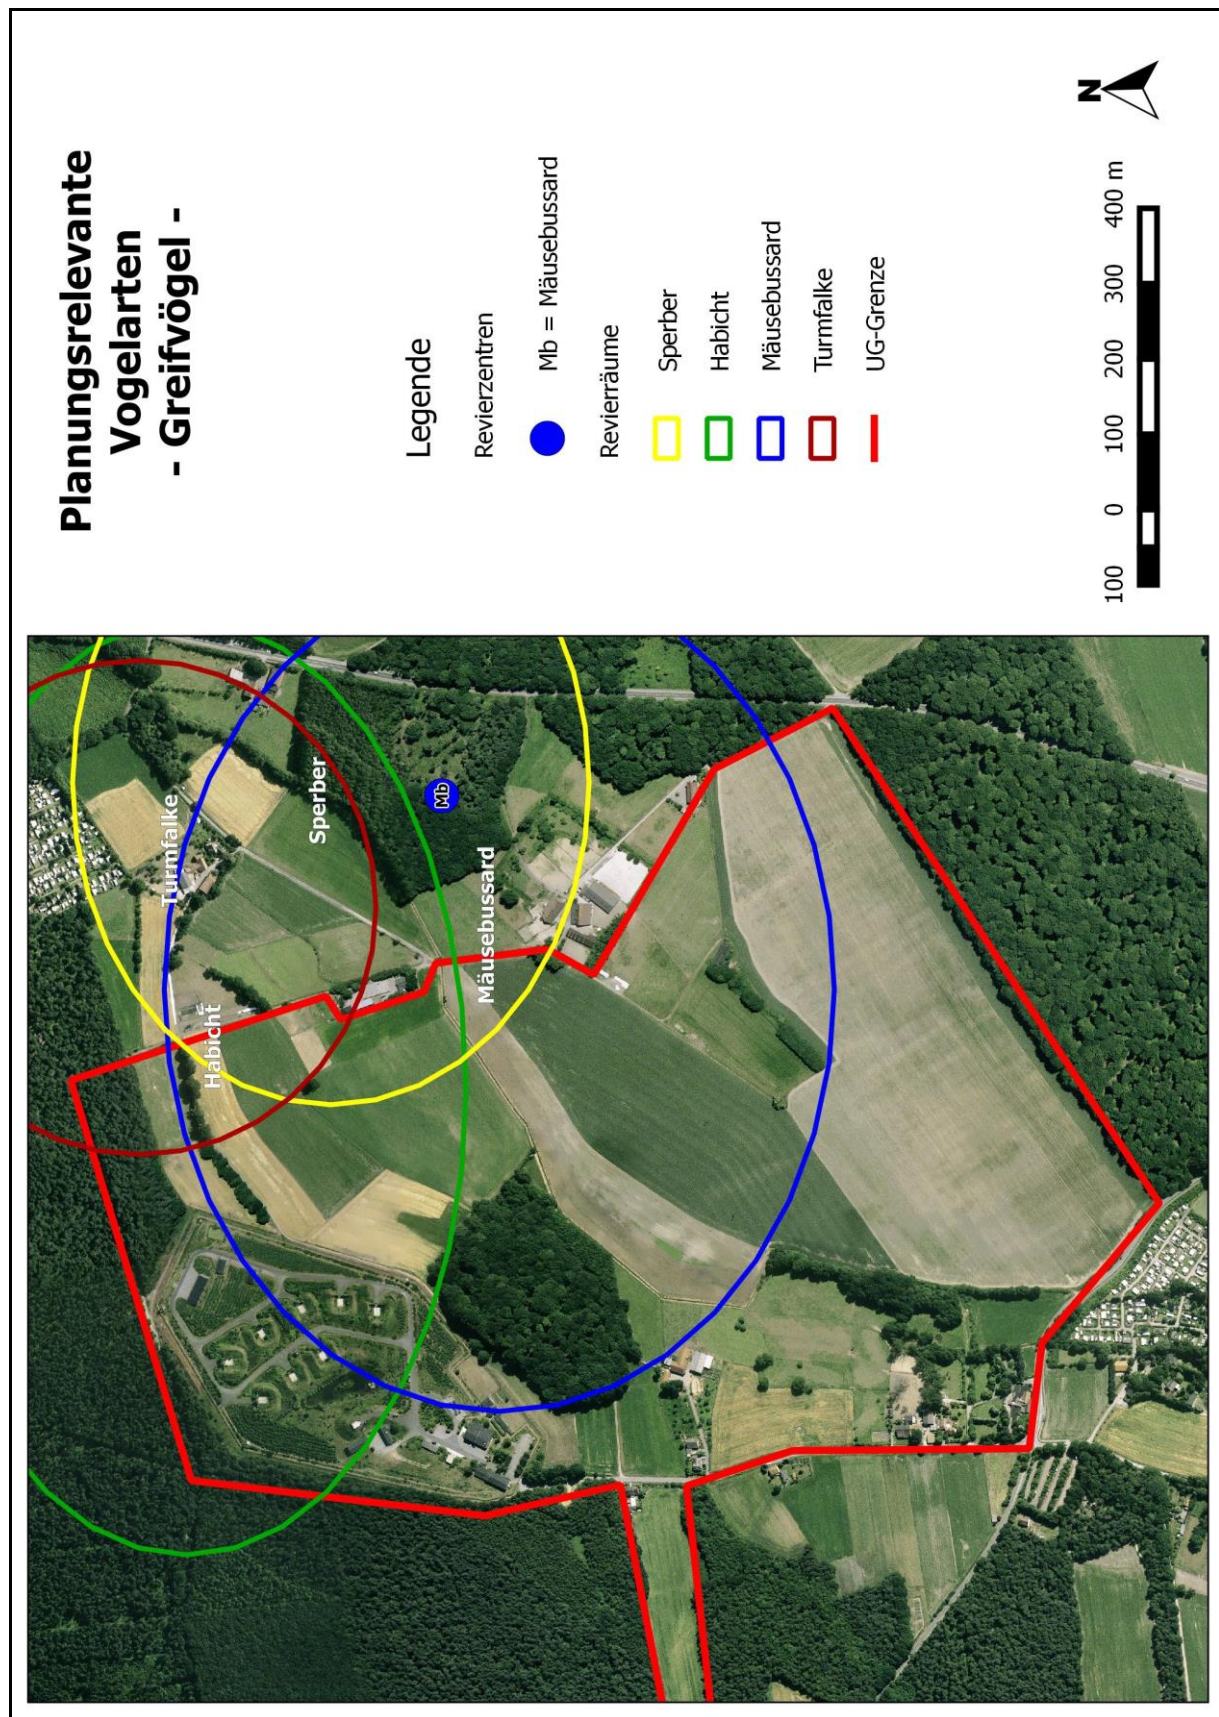 Planungsrelevante
Vogelarten
- Greifvögel -
Legende
Revierzentren
Mb = Mäusebussard
Revierräume
Sperber
Habicht
Mäusebussard
Turmfalke
UG-Grenze
N
100 0 100 200 300 400 m
Turmfalke
Habicht
Sperber
Mb
Mäusebussard